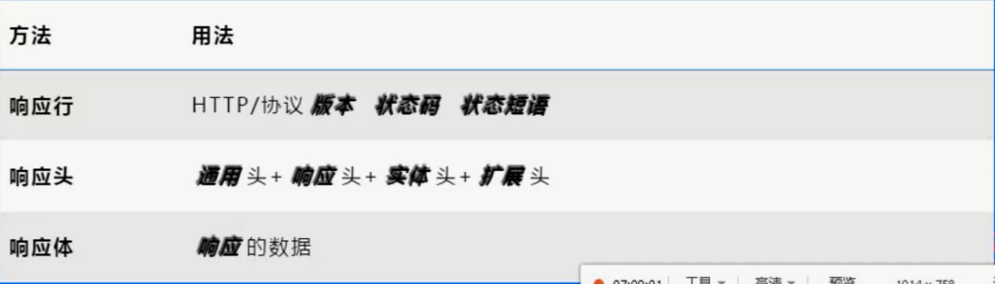 方法 用法
响应行 HTTP/协议 版本 状态码 状态短语
响应头 通用 头+ 响应 头+ 实体 头+ 扩展 头
响应体 响应 的数据
工具 高清 预览